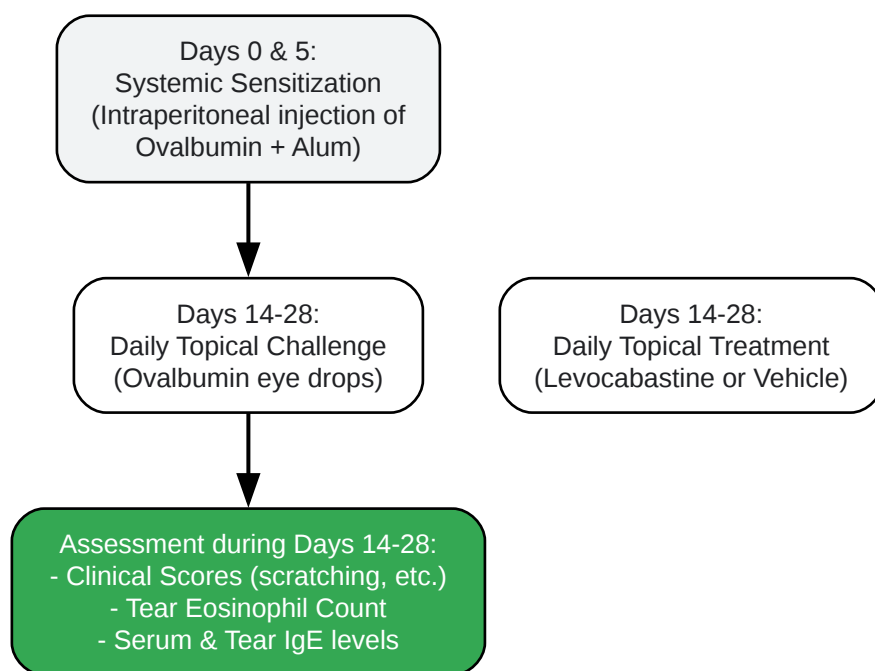 Days 0 & 5:
Systemic Sensitization
(Intraperitoneal injection of
Ovalbumin + Alum)
Days 14-28:
Daily Topical Challenge
(Ovalbumin eye drops)
Days 14-28:
Daily Topical Treatment
(Levocabastine or Vehicle)
Assessment during Days 14-28:
- Clinical Scores (scratching, etc.)
- Tear Eosinophil Count
- Serum & Tear IgE levels